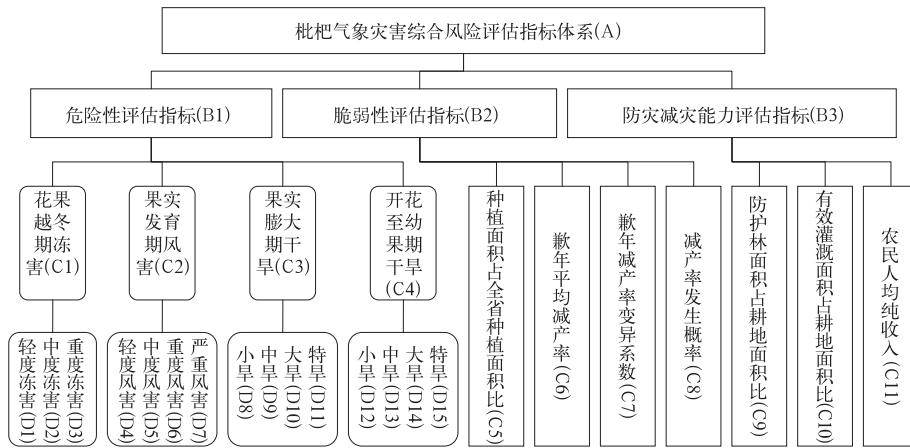 枇杷气象灾害综合风险评估指标体系(A)
危险性评估指标(B1)
脆弱性评估指标(B2)
防灾减灾能力评估指标(B3)
花果
越冬
期冻
害(C1)
果实
发育
期风
害(C2)
果实
膨大
期干
旱(C3)
开花
至幼
果期
干旱
(C4)
种植面积占全省种植面积比(C5)
歉年平均减产率(C6)
歉年减产率变异系数(C7)
减产率发生概率(C8)
防护林面积占耕地面积比(C9)
有效灌溉面积占耕地面积比(C10)
农民人均纯收入(C11)
轻度冻害(D1)
中度冻害(D2)
重度冻害(D3)
轻度风害(D4)
中度风害(D5)
重度风害(D6)
严重风害(D7)
小旱(D8)
中旱(D9)
大旱(D10)
特旱(D11)
小旱(D12)
中旱(D13)
大旱(D14)
特旱(D15)